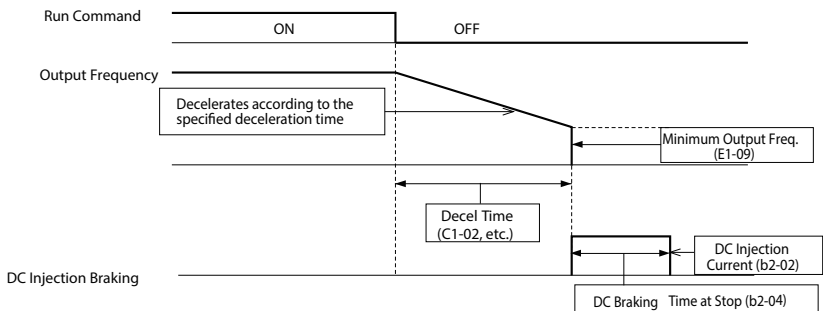 Run Command
ON
OFF
Output Frequency
Decelerates according to the
specified deceleration time
Minimum Output Freq.
(E1-09)
Decel Time
(C1-02, etc.)
DC Injection
Current (b2-02)
DC Injection Braking
DC Braking Time at Stop (b2-04)